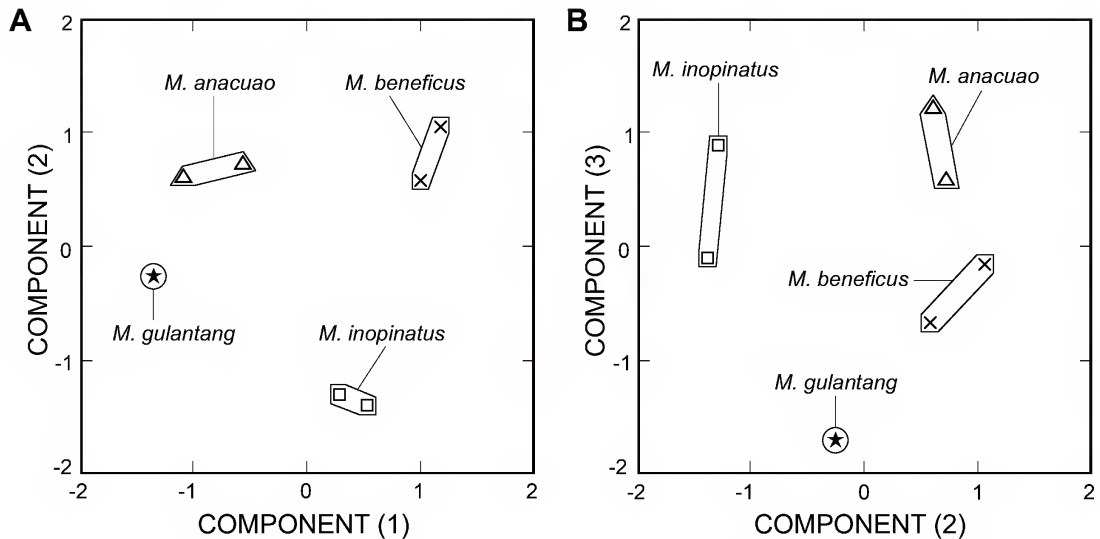 A
2
1
0
-1
-2
-2
-1
0
1
2
COMPONENT (2)
COMPONENT (1)
M. anacuao
M. beneficus
M. gulantang
M. inopinatus
B
2
1
0
-1
-2
-2
-1
0
1
2
COMPONENT (3)
COMPONENT (2)
M. inopinatus
M. anacuao
M. beneficus
M. gulantang